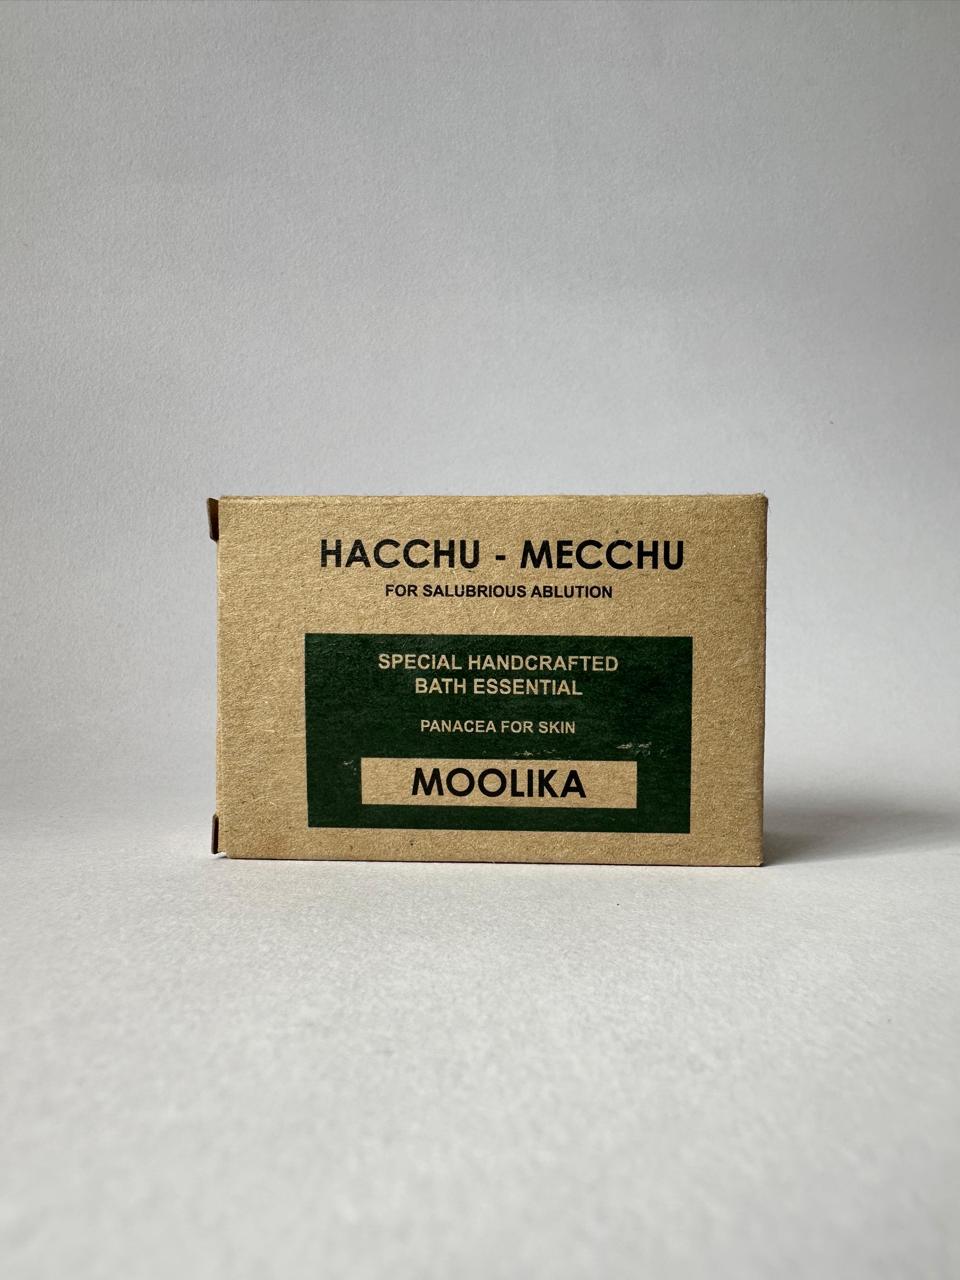 HACCHU - MECCHU
FOR SALUBRIOUS ABLUTION
SPECIAL HANDCRAFTED
BATH ESSENTIAL
PANACEA FOR SKIN
MOOLIKA